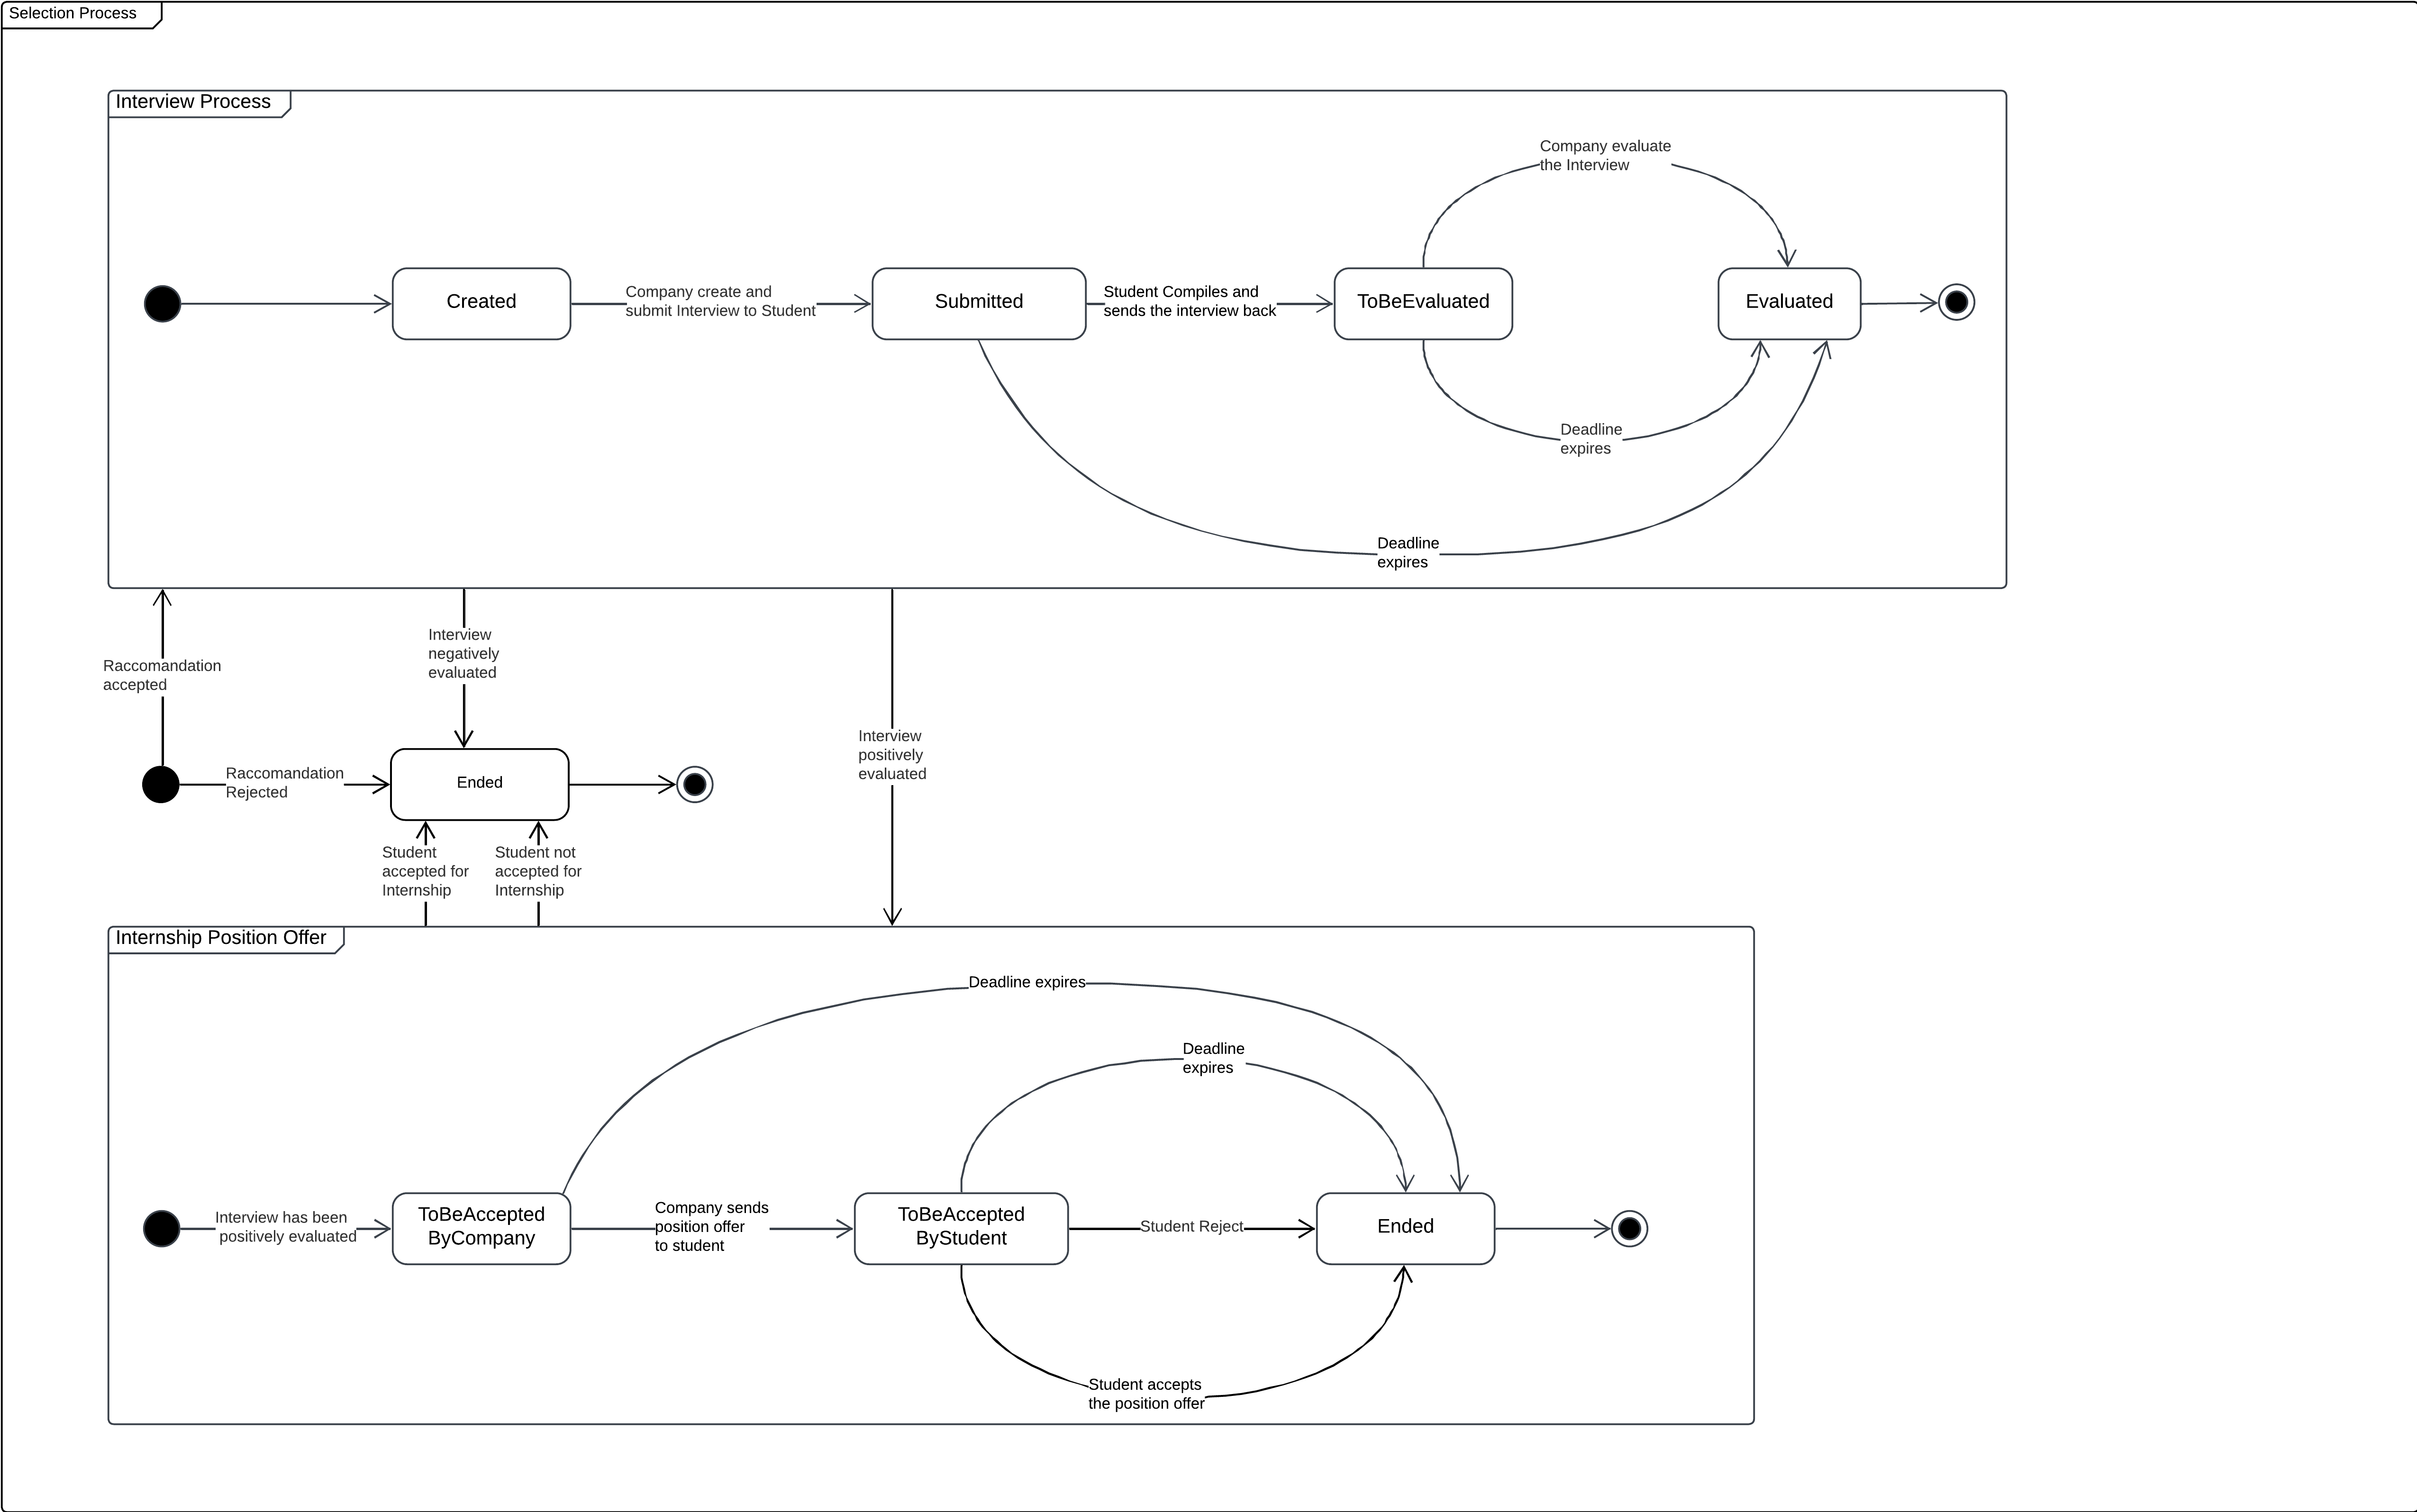 Selection Process
Interview Process
Company evaluate
the Interview
Created
Company create and
submit Interview to Student
Submitted
Student Compiles and
sends the interview back
ToBeEvaluated
Evaluated
Deadline
expires
Deadline
expires
Raccomandation
accepted
Interview
negatively
evaluated
Interview
positively
evaluated
Raccomandation
Rejected
Ended
Student
accepted for
Internship
Student not
accepted for
Internship
Internship Position Offer
Deadline expires
Deadline
expires
Interview has been
positively evaluated
ToBeAccepted
ByCompany
Company sends
position offer
to student
ToBeAccepted
ByStudent
Student Reject
Ended
Student accepts
the position offer